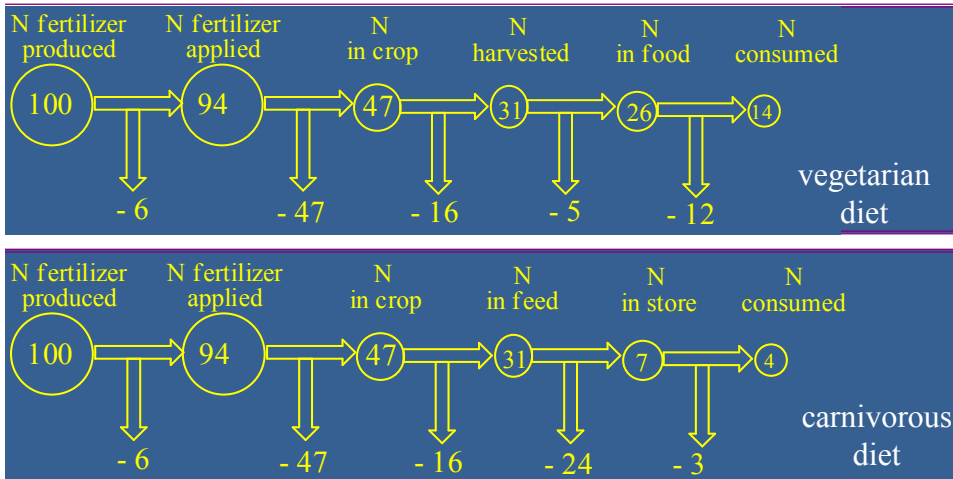 N fertilizer N fertilizer N N N N
produced applied in crop harvested in food consumed
100 94 47 31 26 14
- 6 - 47 - 16 - 5 - 12
vegetarian
diet
N fertilizer N fertilizer N N N N
produced applied in crop in feed in store consumed
100 94 47 31 7 4
- 6 - 47 - 16 - 24 - 3
carnivorous
diet